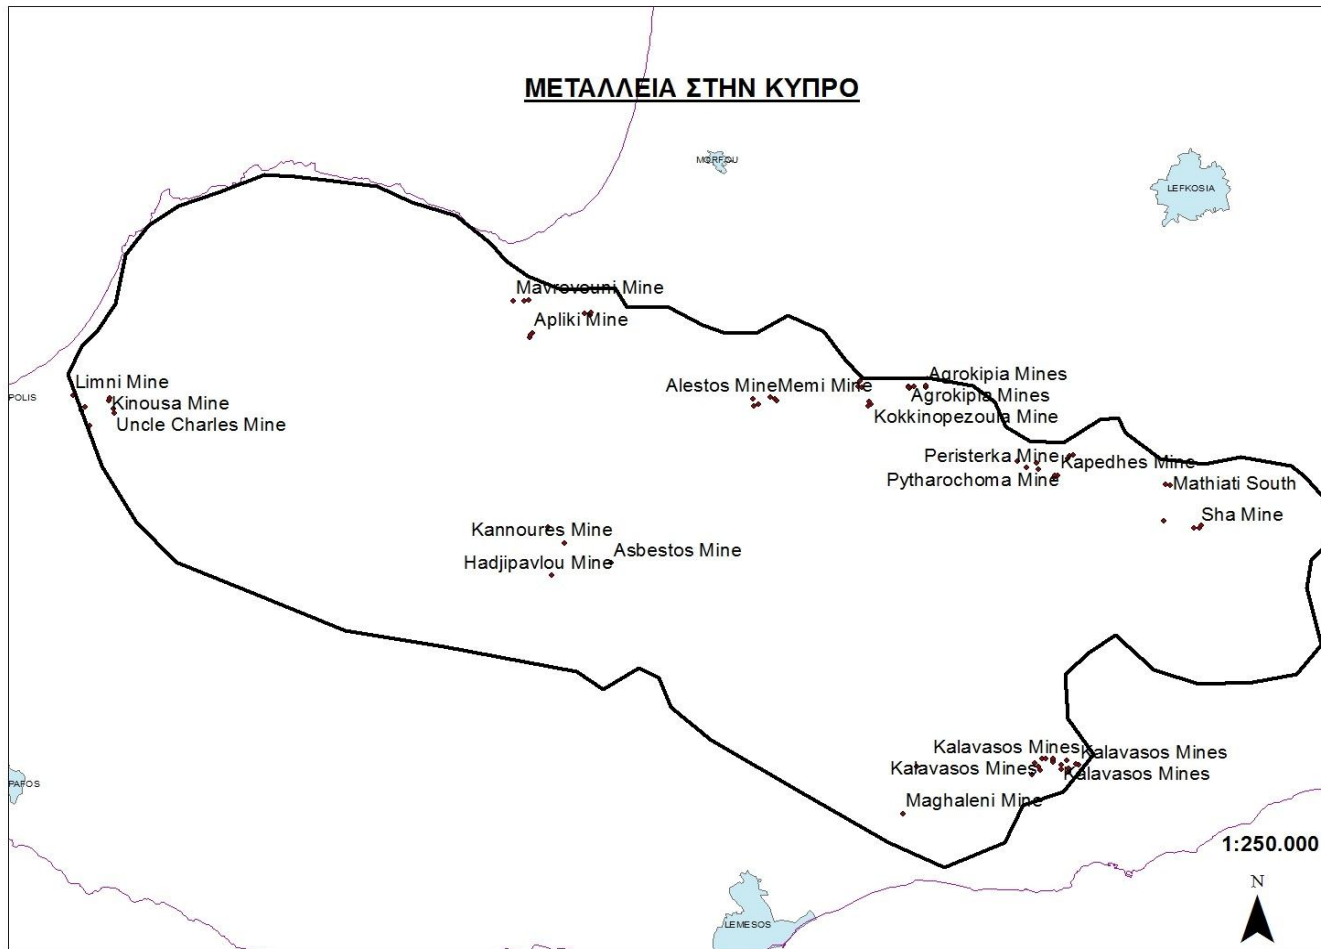 ΜΕΤΑΛΛΕΙΑ ΣΤΗΝ ΚΥΠΡΟ
MORFOU
LEFKOSIA
Mavrovouni Mine
Apliki Mine
Limni Mine
POLIS
Kinousa Mine
Uncle Charles Mine
Alestos Mine
Memi Mine
Agrokipia Mines
Agrokipia Mines
Kokkinopezoula Mine
Peristerka Mine
Kapedhes Mine
Pytharochoma Mine
Mathiati South
Sha Mine
Kannoures Mine
Asbestos Mine
Hadjipavlou Mine
Kalavasos Mines
Kalavasos Mines
Kalavasos Mines
Kalavasos Mines
PAFOS
Maghaleni Mine
1:250.000
N
LEMESOS